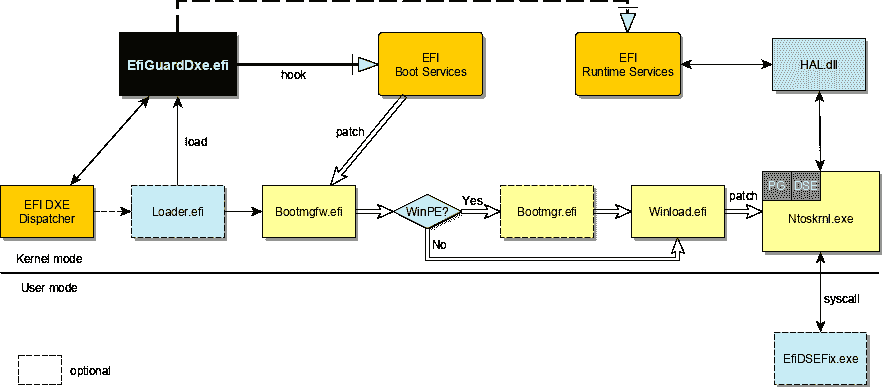 EfiGuardDxe.efi
hook
EFI
Boot Services
EFI
Runtime Services
HAL.dll
load
patch
EFI DXE
Dispatcher
Loader.efi
Bootmgfw.efi
WinPE?
Yes
No
Bootmgr.efi
Winload.efi
patch
PG DSE
Ntoskrnl.exe
Kernel mode
User mode
syscall
EfiDSEFix.exe
optional